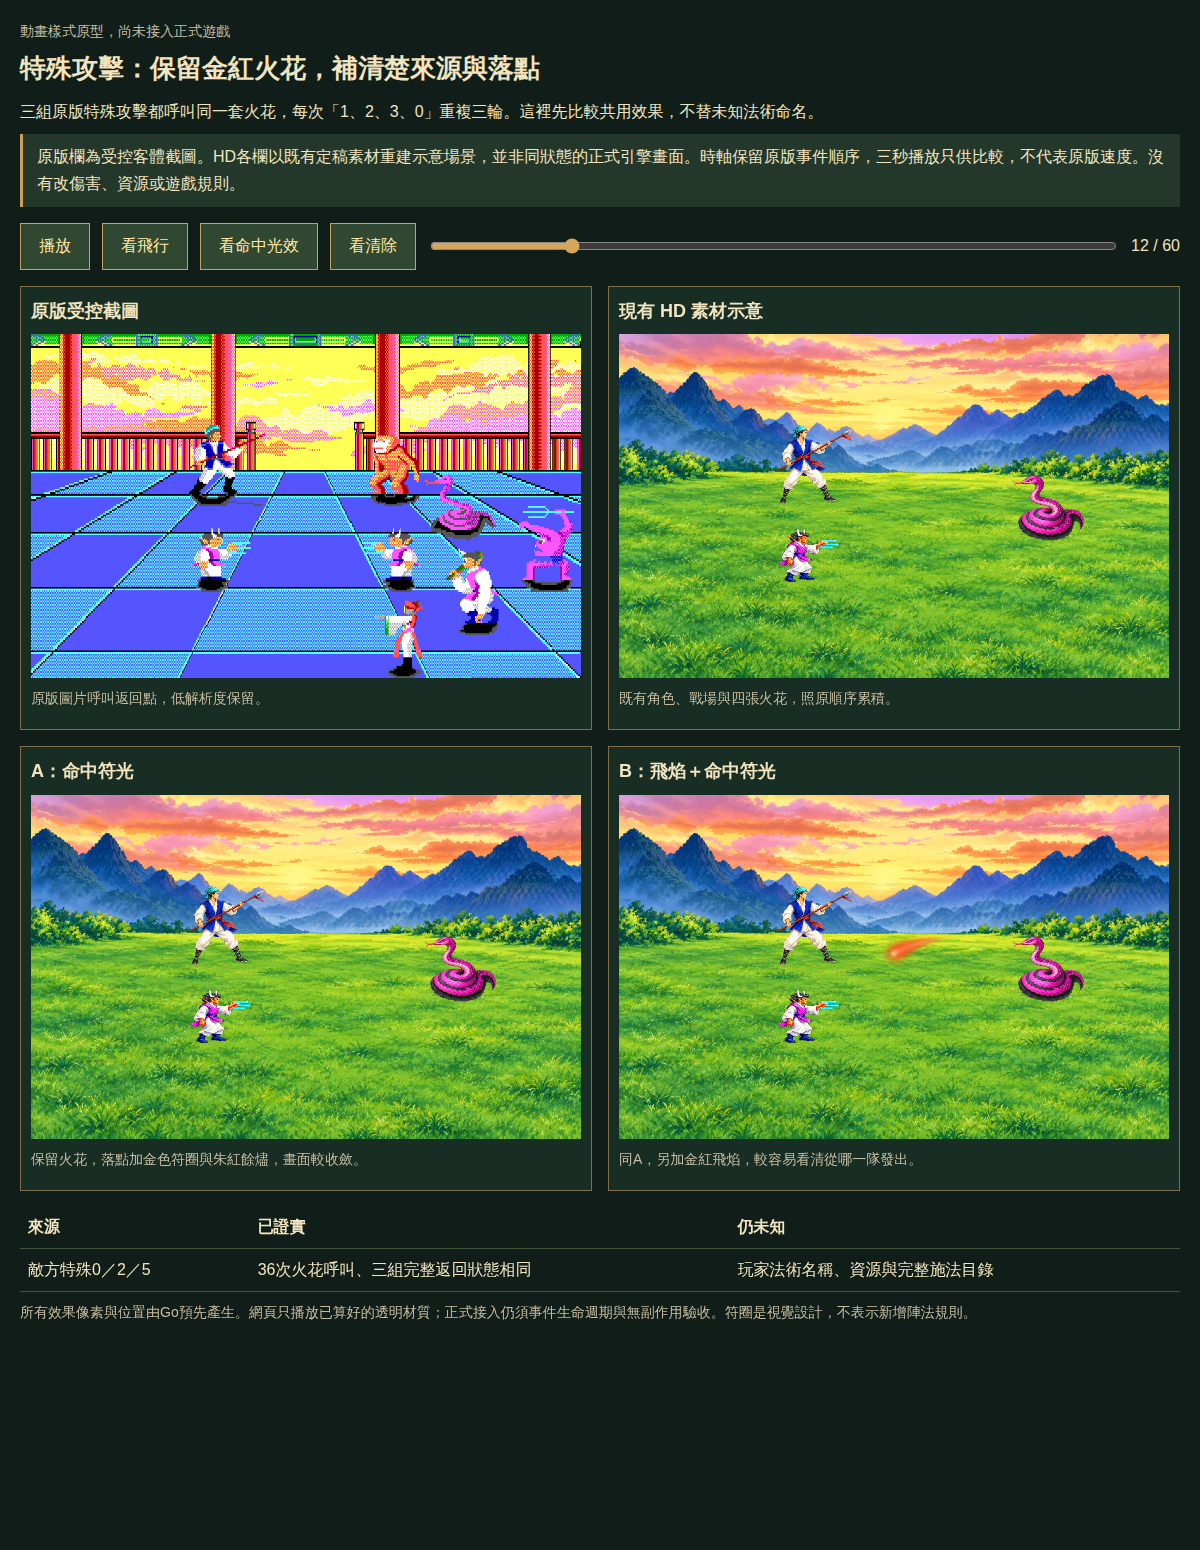 動畫樣式原型，尚未接入正式遊戲
特殊攻擊：保留金紅火花，補清楚來源與落點
三組原版特殊攻擊都呼叫同一套火花，每次「1、2、3、0」重複三輪。這裡先比較共用效果，不替未知法術命名。
原版欄為受控客體截圖。HD各欄以既有定稿素材重建示意場景，並非同狀態的正式引擎畫面。時軸保留原版事件順序，三秒播放只供比較，不代表原版速度。沒
有改傷害、資源或遊戲規則。
播放 看飛行 看命中光效 看清除 12 / 60
原版受控截圖
現有 HD 素材示意
原版圖片呼叫返回點，低解析度保留。
既有角色、戰場與四張火花，照原順序累積。
A：命中符光
B：飛焰＋命中符光
保留火花，落點加金色符圈與朱紅餘燼，畫面較收斂。
同A，另加金紅飛焰，較容易看清從哪一隊發出。
來源 已證實 仍未知
敵方特殊0／2／5 36次火花呼叫、三組完整返回狀態相同 玩家法術名稱、資源與完整施法目錄
所有效果像素與位置由Go預先產生。網頁只播放已算好的透明材質；正式接入仍須事件生命週期與無副作用驗收。符圈是視覺設計，不表示新增陣法規則。